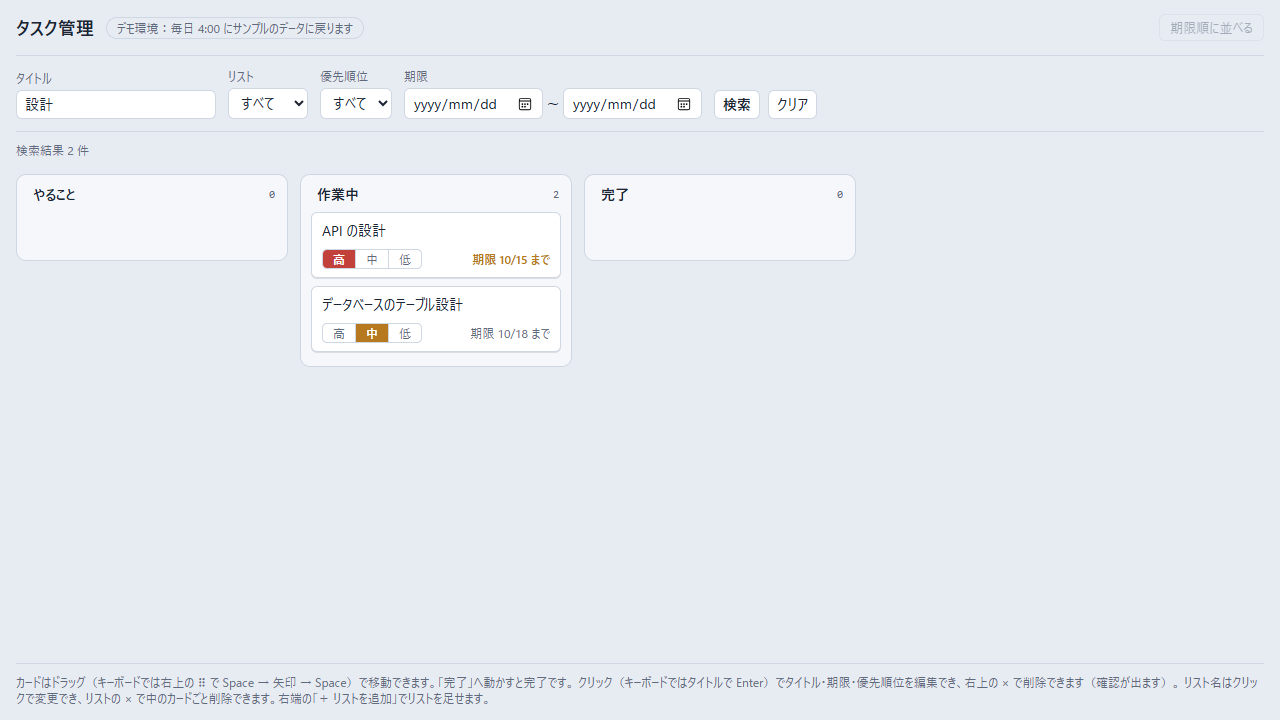 タスク管理
デモ環境：毎日 4:00 にサンプルのデータに戻ります
期限順に並べる
タイトル
リスト
優先順位
期限
設計
すべて
すべて
yyyy/mm/dd
～
yyyy/mm/dd
検索
クリア
検索結果 2 件
やること
0
作業中
2
API の設計
高 中 低
期限 10/15 まで
データベースのテーブル設計
高 中 低
期限 10/18 まで
完了
0
カードはドラッグ（キーボードでは右上の ⠿ で Space → 矢印 → Space）で移動できます。「完了」へ動かすと完了です。 クリック（キーボードではタイトルで Enter）でタイトル・期限・優先順位を編集でき、右上の × で削除できます（確認が出ます）。 リスト名はクリッ
クで変更でき、リストの × で中のカードごと削除できます。右端の「＋ リストを追加」でリストを足せます。